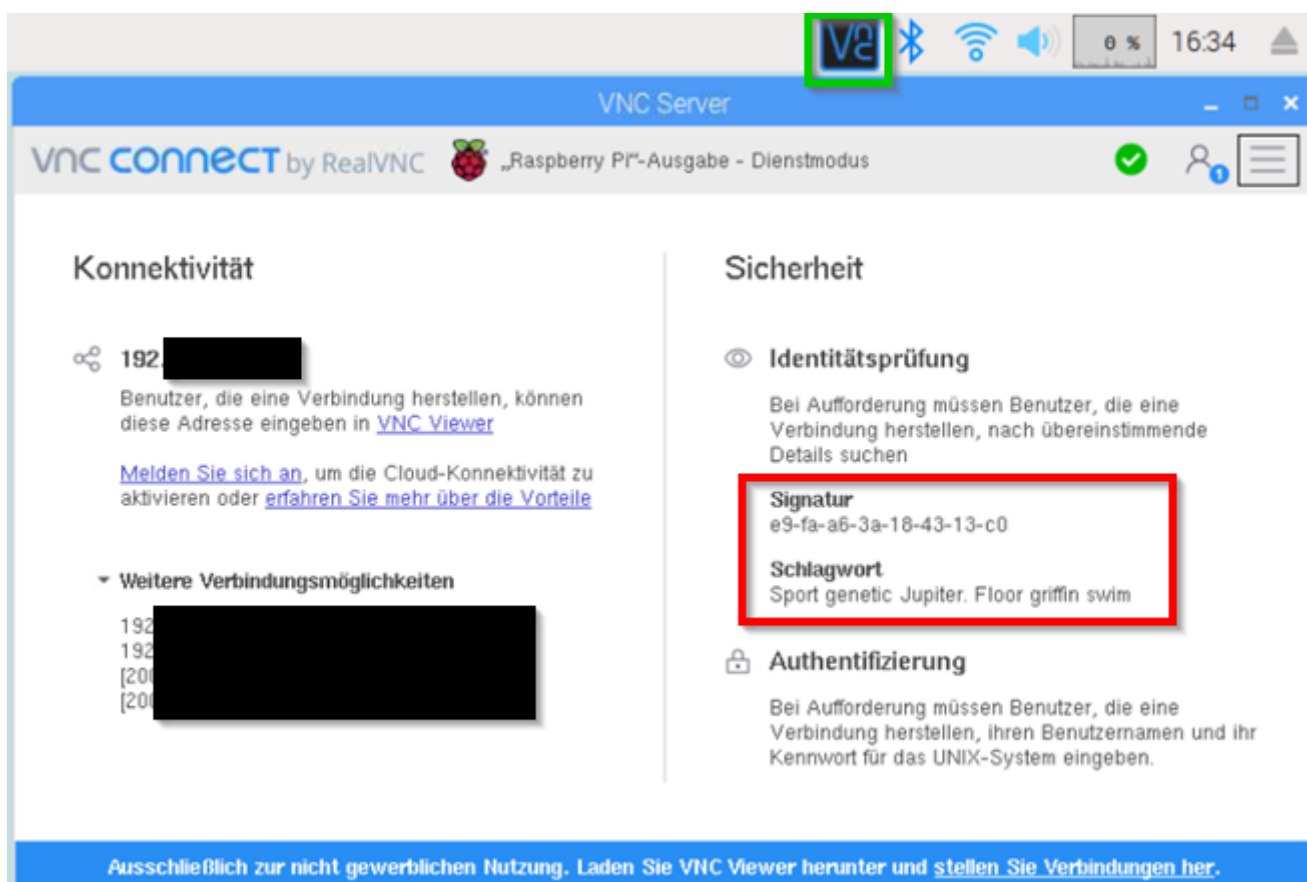 VNC
0 % 16:34
VNC Server
vnc connect by RealVNC „Raspberry Pi"-Ausgabe - Dienstmodus
1
Konnektivität
192.
Benutzer, die eine Verbindung herstellen, können
diese Adresse eingeben in VNC Viewer
Melden Sie sich an, um die Cloud-Konnektivität zu
aktivieren oder erfahren Sie mehr über die Vorteile
Weitere Verbindungsmöglichkeiten
192
192
[200
[200
Sicherheit
Identitätsprüfung
Bei Aufforderung müssen Benutzer, die eine
Verbindung herstellen, nach übereinstimmende
Details suchen
Signatur
e9-fa-a6-3a-18-43-13-c0
Schlagwort
Sport genetic Jupiter. Floor griffin swim
Authentifizierung
Bei Aufforderung müssen Benutzer, die eine
Verbindung herstellen, ihren Benutzernamen und ihr
Kennwort für das UNIX-System eingeben.
Ausschließlich zur nicht gewerblichen Nutzung. Laden Sie VNC Viewer herunter und stellen Sie Verbindungen her.